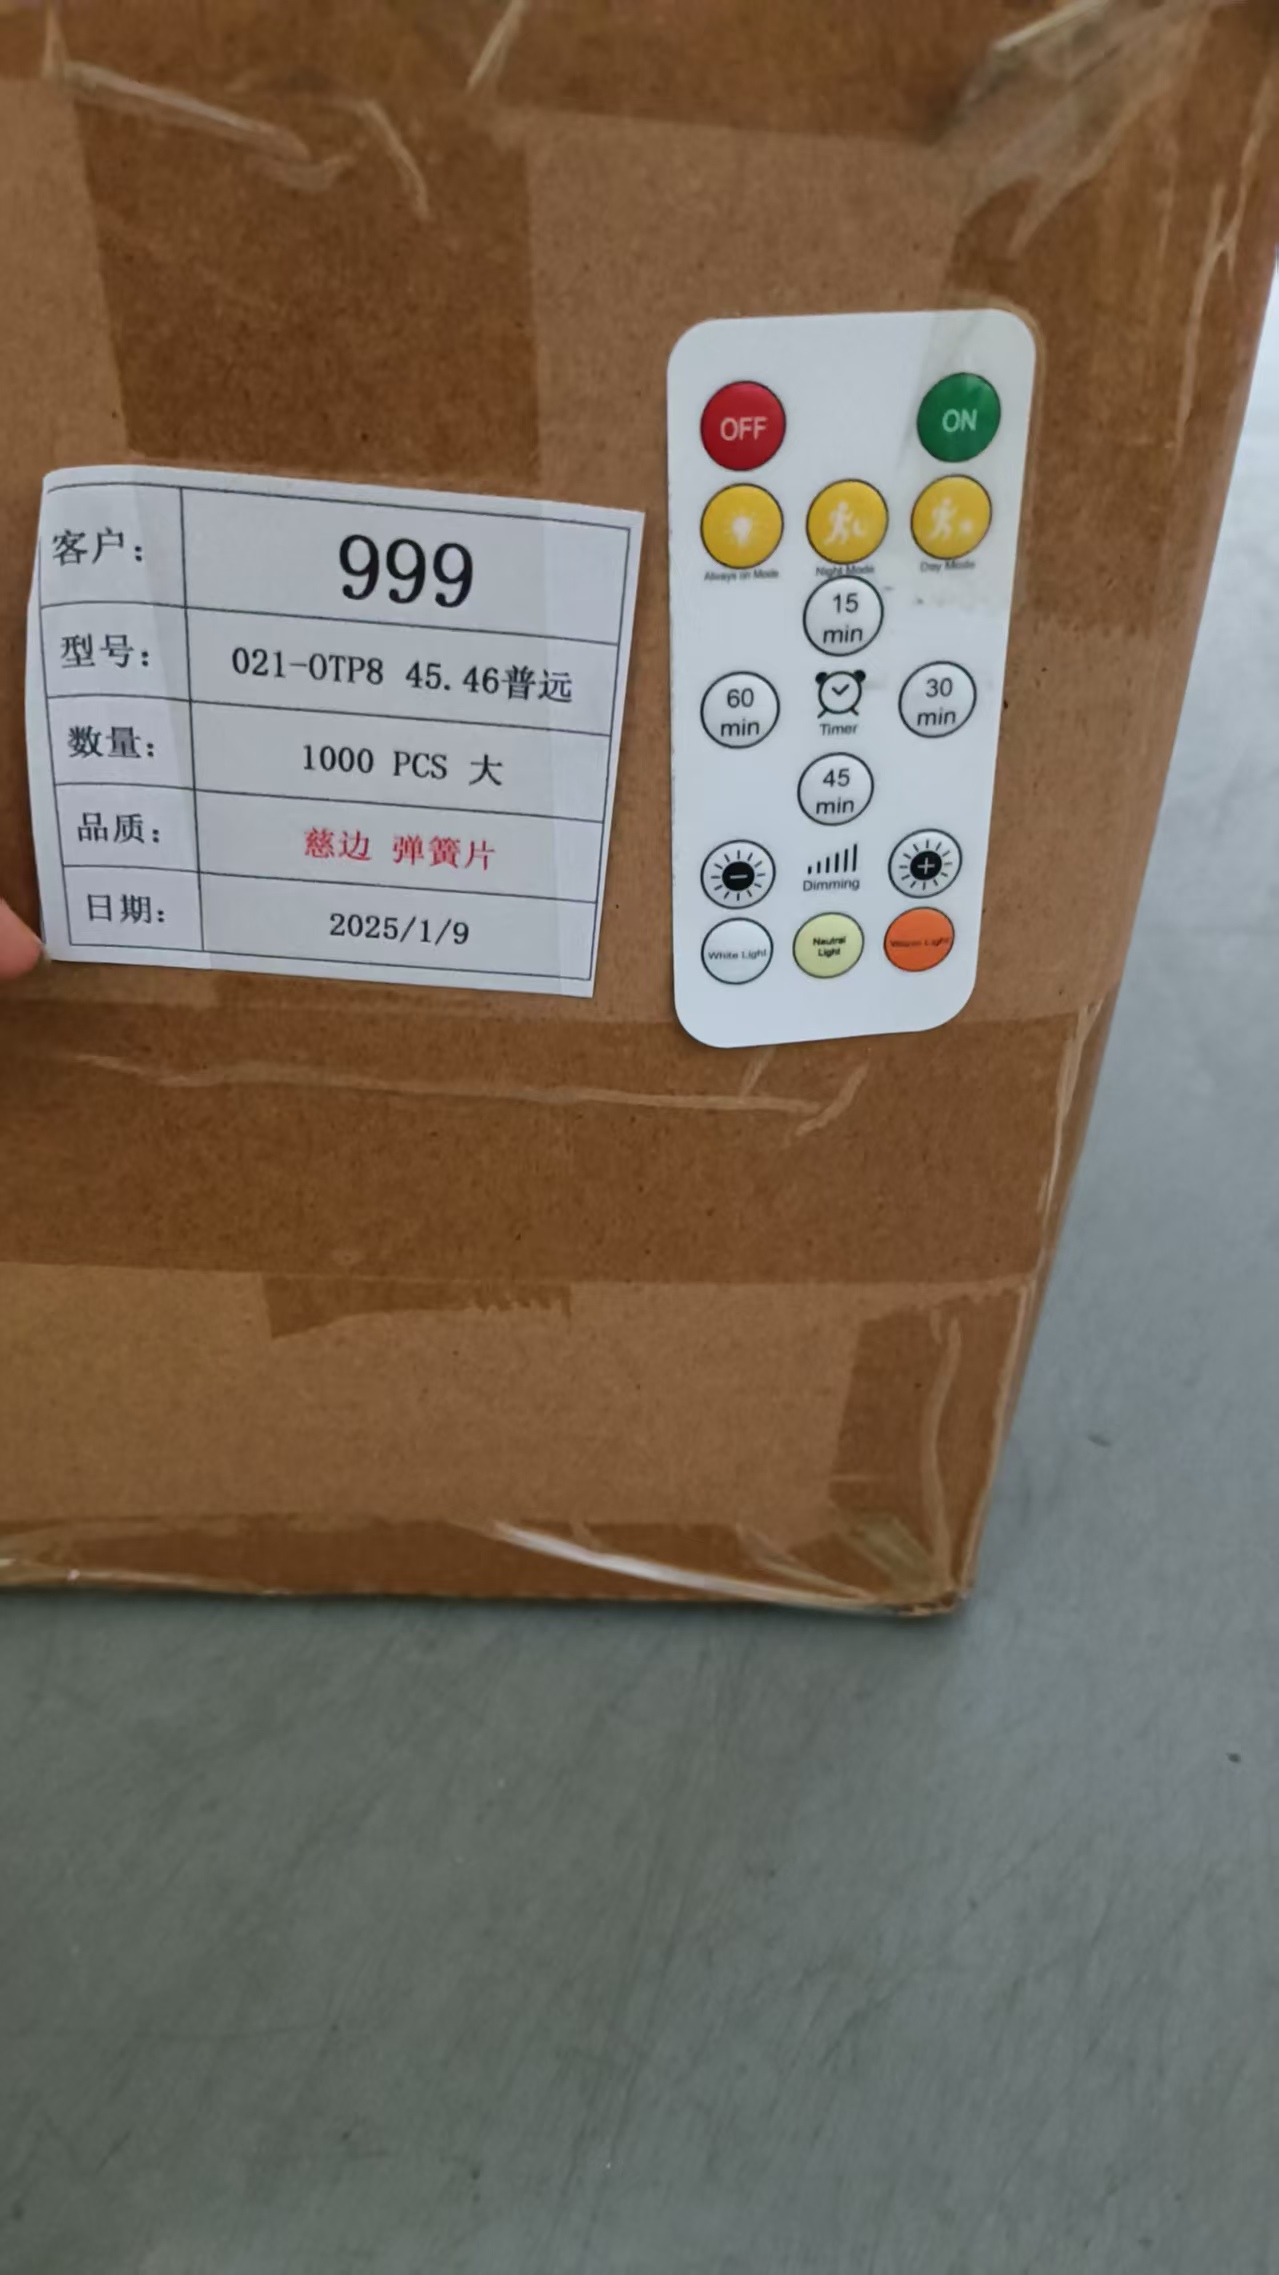 客户: 999
型号: 021-OTP8 45.46普远
数量: 1000 PCS 大
品质: 慈边 弹簧片
日期: 2025/1/9
OFF ON
Always on Mode Night Mode Day Mode
15
min
60
min
Timer
30
min
45
min
Dimming
White Light
Neutral
Light
Warm Light